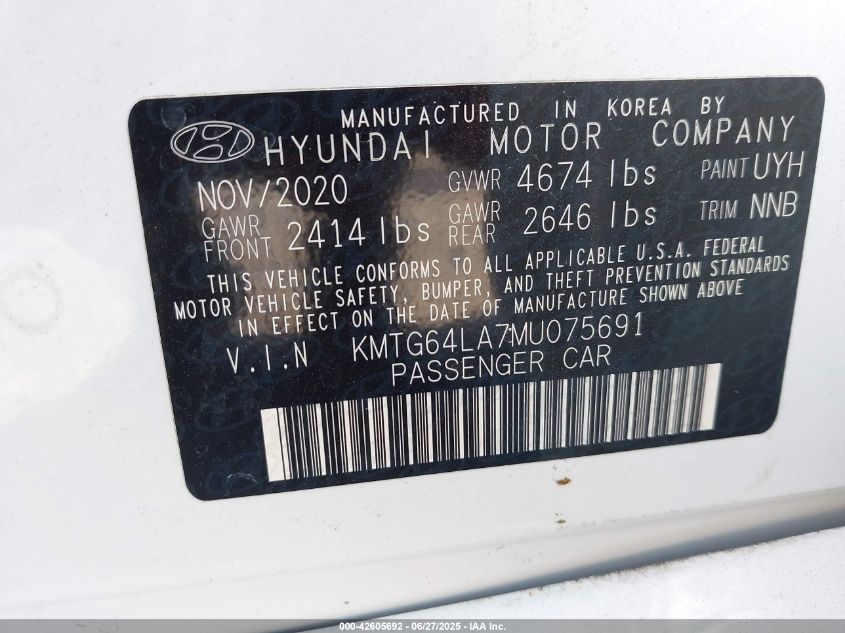 MANUFACTURED IN KOREA BY
HYUNDAI MOTOR COMPANY
NOV/2020 GVWR 4674 lbs PAINT UYH
GAWR FRONT 2414 lbs GAWR REAR 2646 lbs TRIM NNB
THIS VEHICLE CONFORMS TO ALL APPLICABLE U.S.A. FEDERAL
MOTOR VEHICLE SAFETY, BUMPER, AND THEFT PREVENTION STANDARDS
IN EFFECT ON THE DATE OF MANUFACTURE SHOWN ABOVE
V.I.N KMTG64LA7MU075691
PASSENGER CAR
000-42605692 - 06/27/2025 - IAA, Inc.